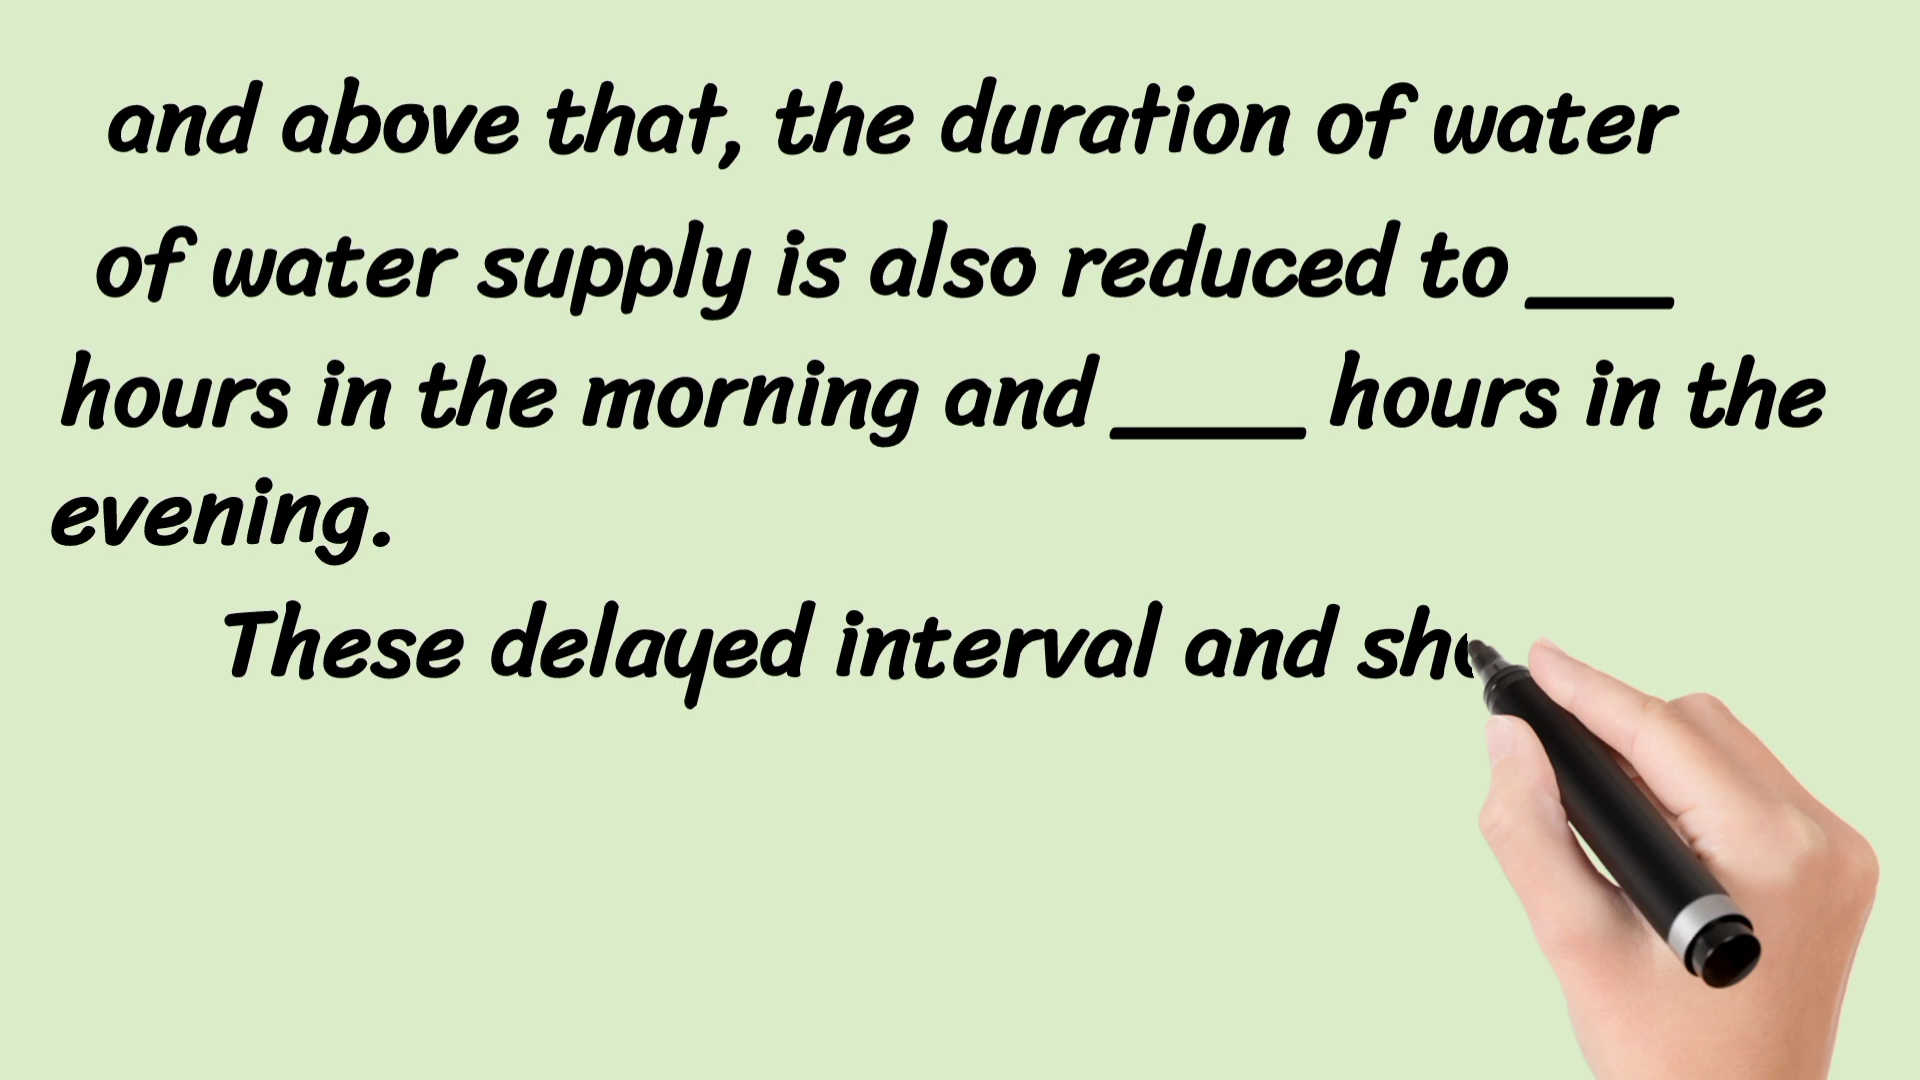 and above that, the duration of water
of water supply is also reduced to ___
hours in the morning and ____ hours in the
evening.
These delayed interval and